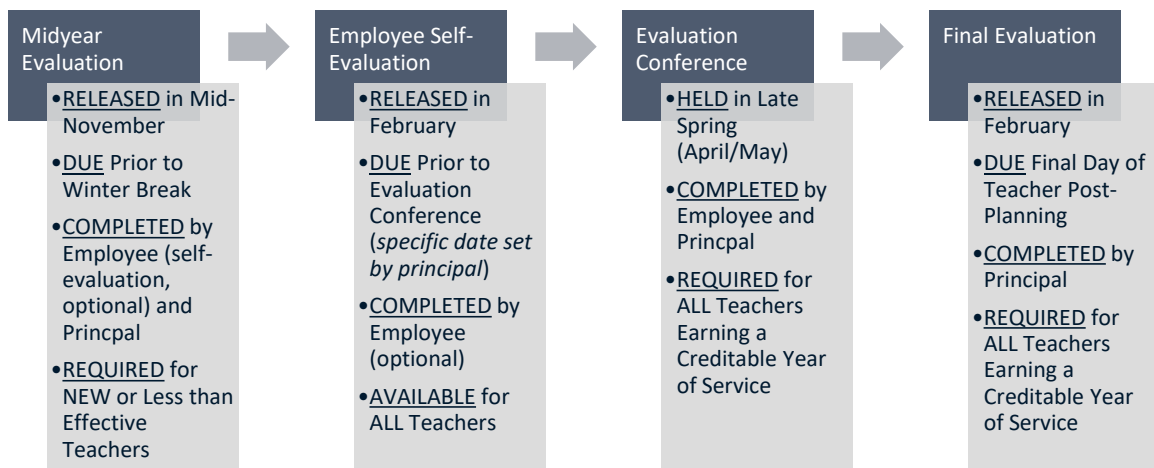 Midyear
Evaluation
•RELEASED in Mid-
November
•DUE Prior to
Winter Break
•COMPLETED by
Employee (self-
evaluation,
optional) and
Princpal
•REQUIRED for
NEW or Less than
Effective
Teachers
Employee Self-
Evaluation
•RELEASED in
February
•DUE Prior to
Evaluation
Conference
(specific date set
by principal)
•COMPLETED by
Employee
(optional)
•AVAILABLE for
ALL Teachers
Evaluation
Conference
•HELD in Late
Spring
(April/May)
•COMPLETED by
Employee and
Princpal
•REQUIRED for
ALL Teachers
Earning a
Creditable Year
of Service
Final Evaluation
•RELEASED in
February
•DUE Final Day of
Teacher Post-
Planning
•COMPLETED by
Principal
•REQUIRED for
ALL Teachers
Earning a
Creditable Year
of Service